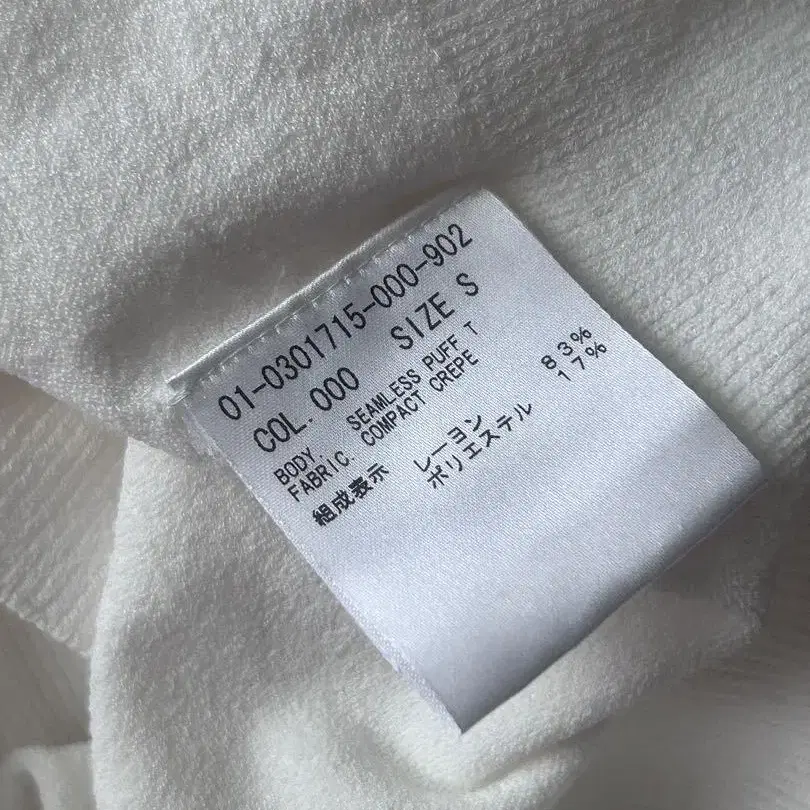 01-0301715-000-902
COL. 000 SIZE S
BODY. SEAMLESS PUFF T
FABRIC. COMPACT CREPE
組成表示 レーヨン 83%
ポリエステル 17%